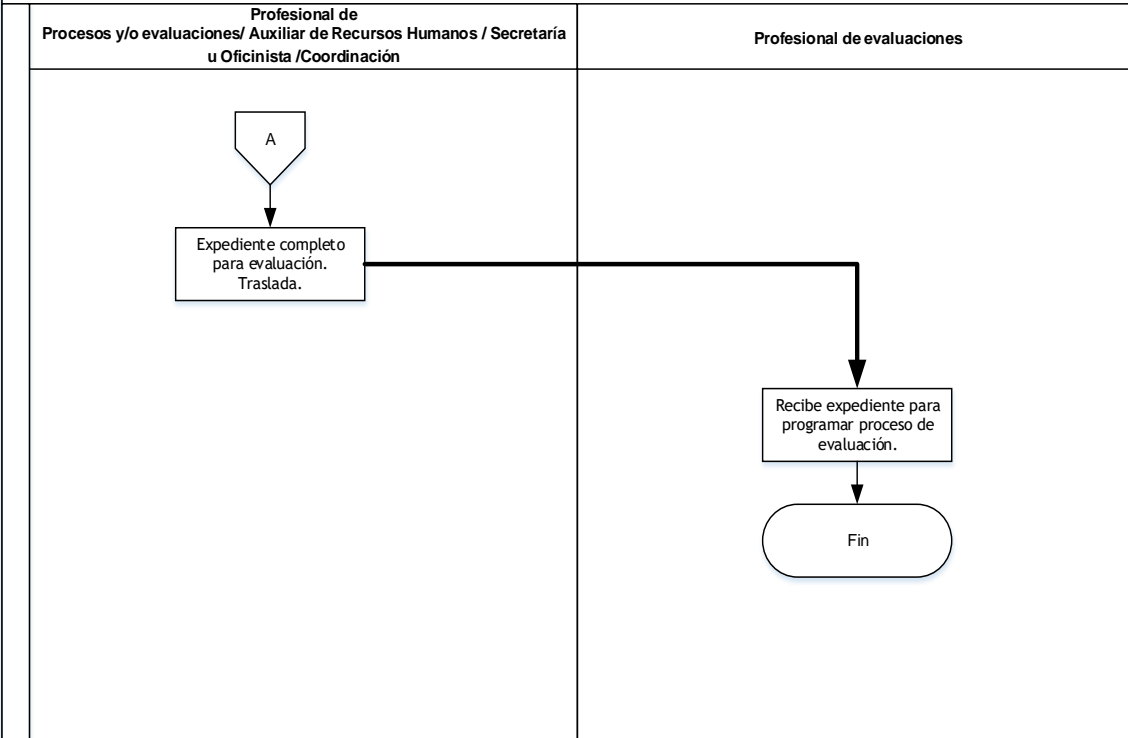 Profesional de
Procesos y/o evaluaciones/ Auxiliar de Recursos Humanos / Secretaría
u Oficinista /Coordinación
Profesional de evaluaciones
A
Expediente completo
para evaluación.
Traslada.
Recibe expediente para
programar proceso de
evaluación.
Fin